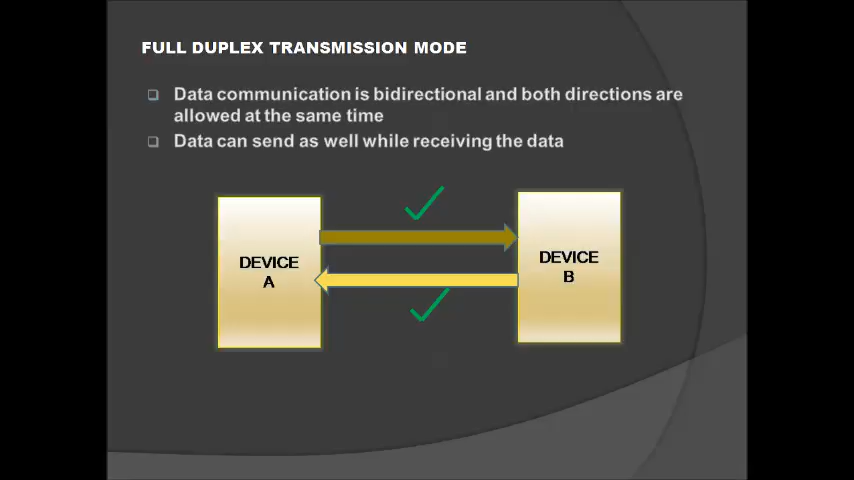 FULL DUPLEX TRANSMISSION MODE
Data communication is bidirectional and both directions are
allowed at the same time
Data can send as well while receiving the data
DEVICE
A
DEVICE
B